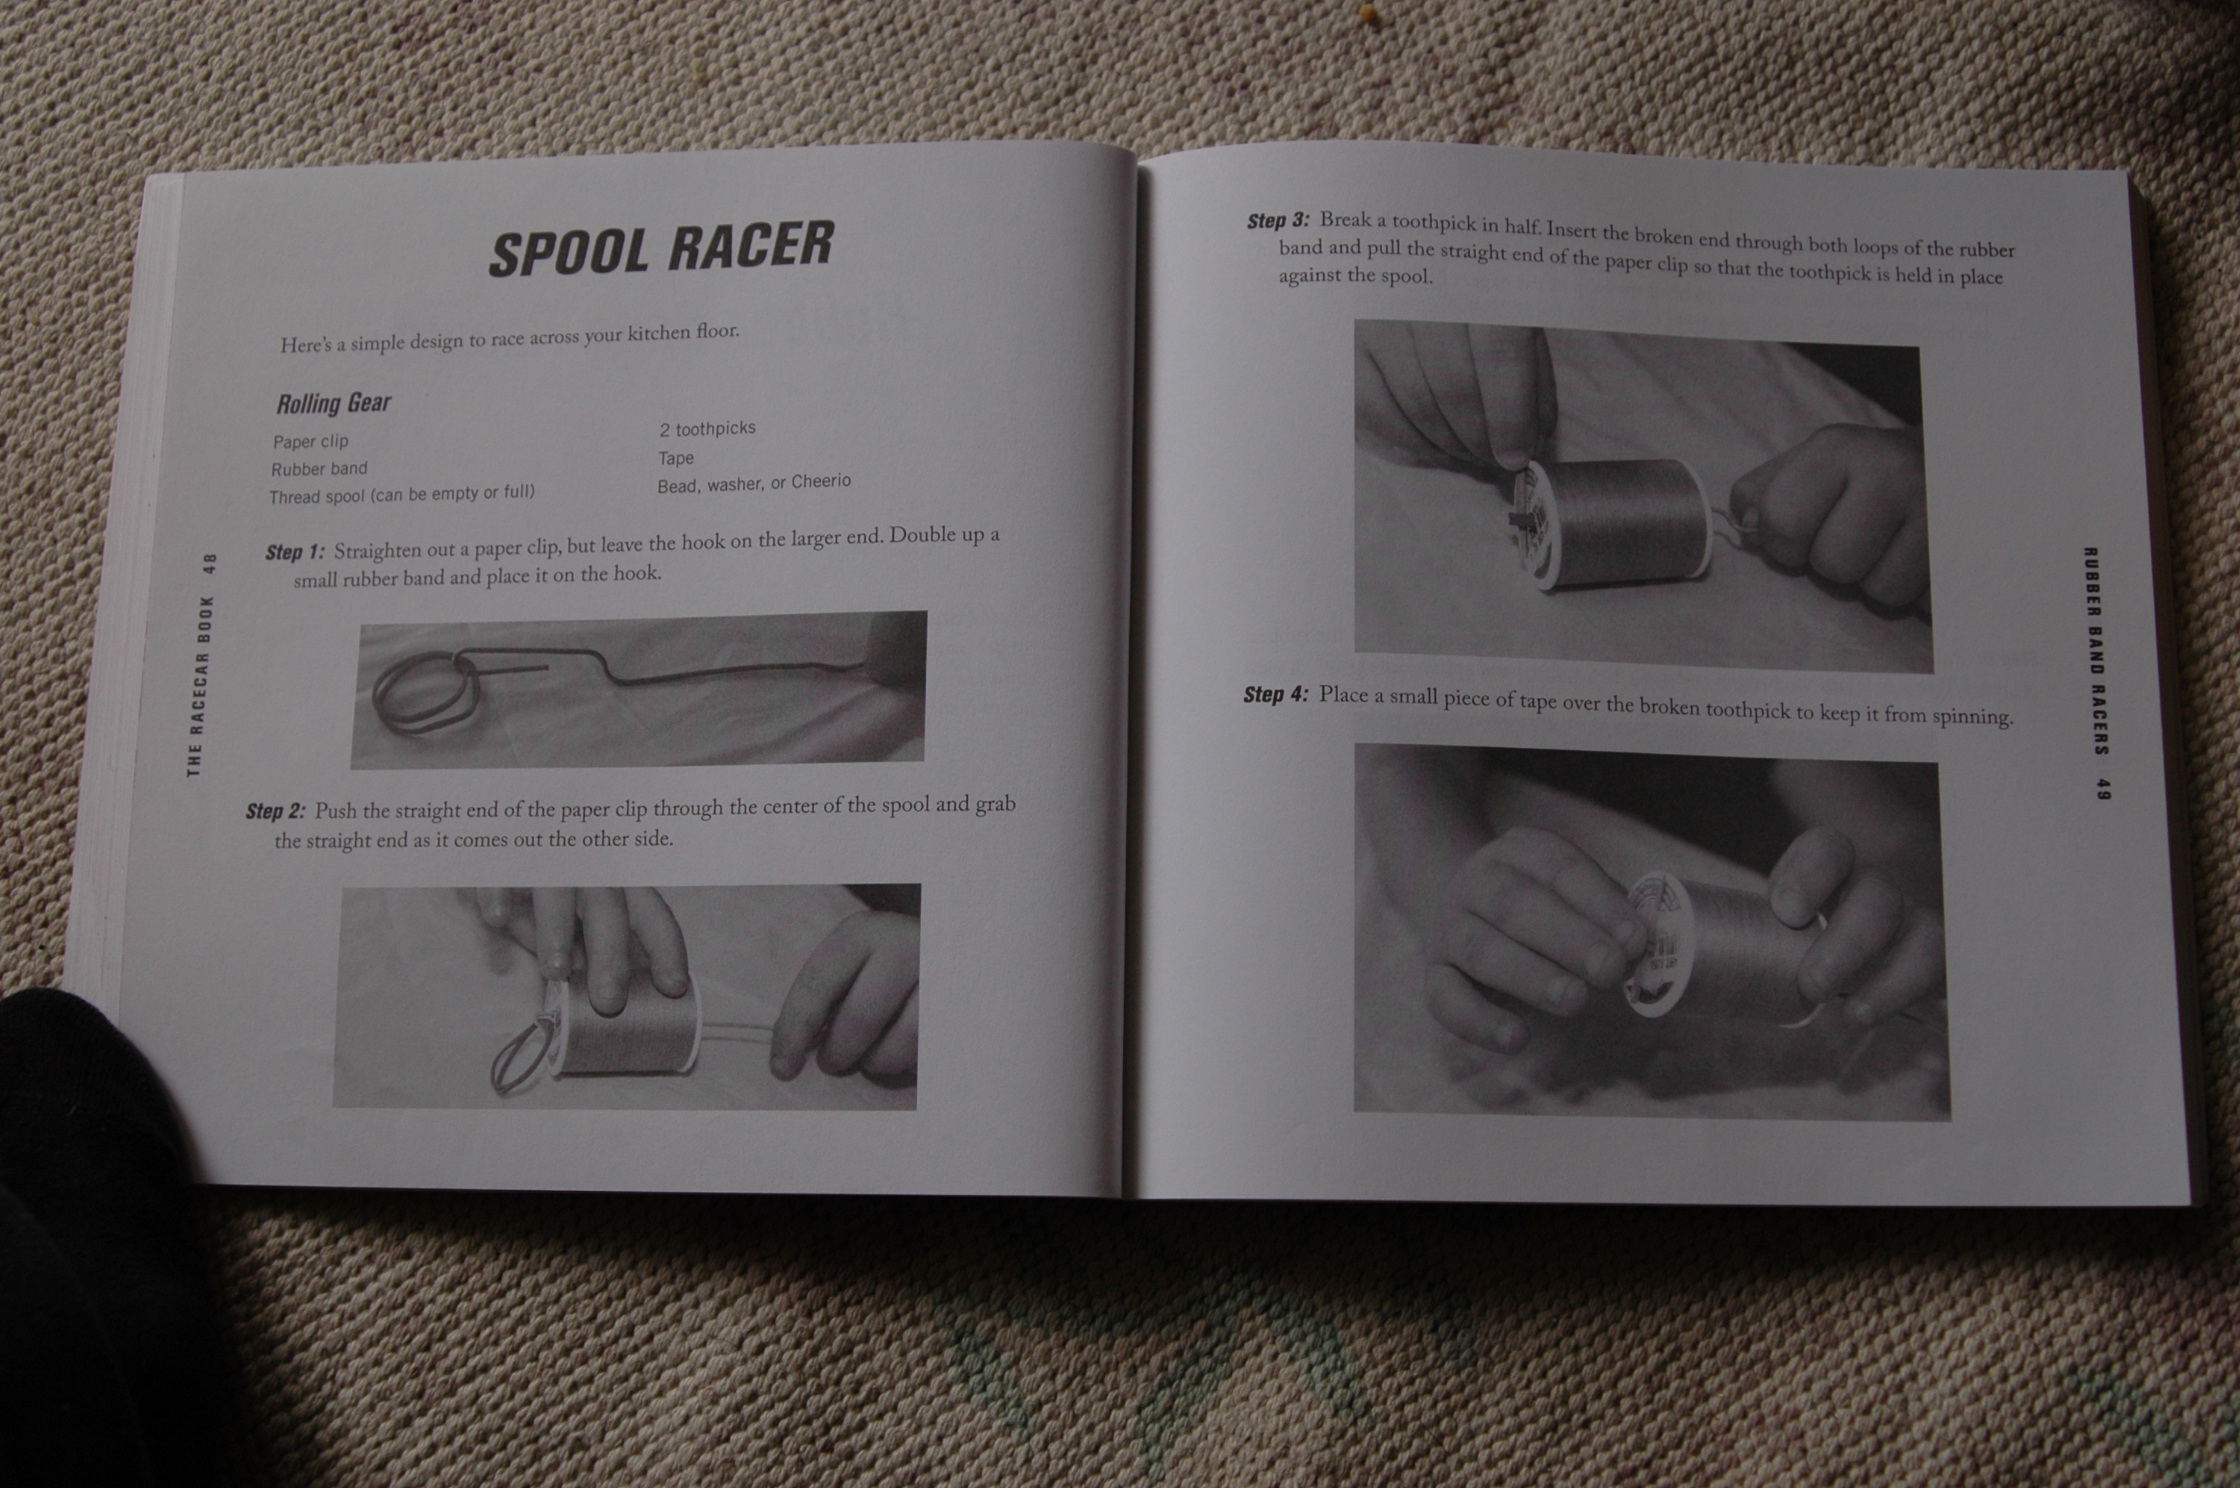 SPOOL RACER
Here's a simple design to race across your kitchen floor.
Rolling Gear
Paper clip
Rubber band
Thread spool (can be empty or full)
2 toothpicks
Tape
Bead, washer, or Cheerio
Step 1: Straighten out a paper clip, but leave the hook on the larger end. Double up a
small rubber band and place it on the hook.
Step 2: Push the straight end of the paper clip through the center of the spool and grab
the straight end as it comes out the other side.
THE RACECAR BOOK 48
Step 3: Break a toothpick in half. Insert the broken end through both loops of the rubber
band and pull the straight end of the paper clip so that the toothpick is held in place
against the spool.
Step 4: Place a small piece of tape over the broken toothpick to keep it from spinning.
RUBBER BAND RACERS 49